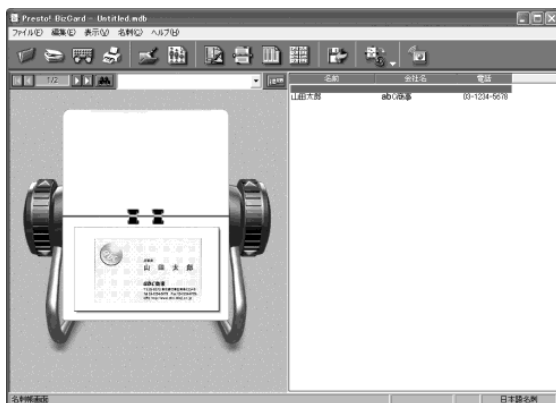 Presto! BizCard - Untitled.mdb
ファイル(F) 編集(E) 表示(V) 名刺(C) ヘルプ(H)
1/2
名前 会社名 電話
山田太郎 abc商事 03-1234-5678
山田太郎
abc商事
名刺帳画面 日本語名刺